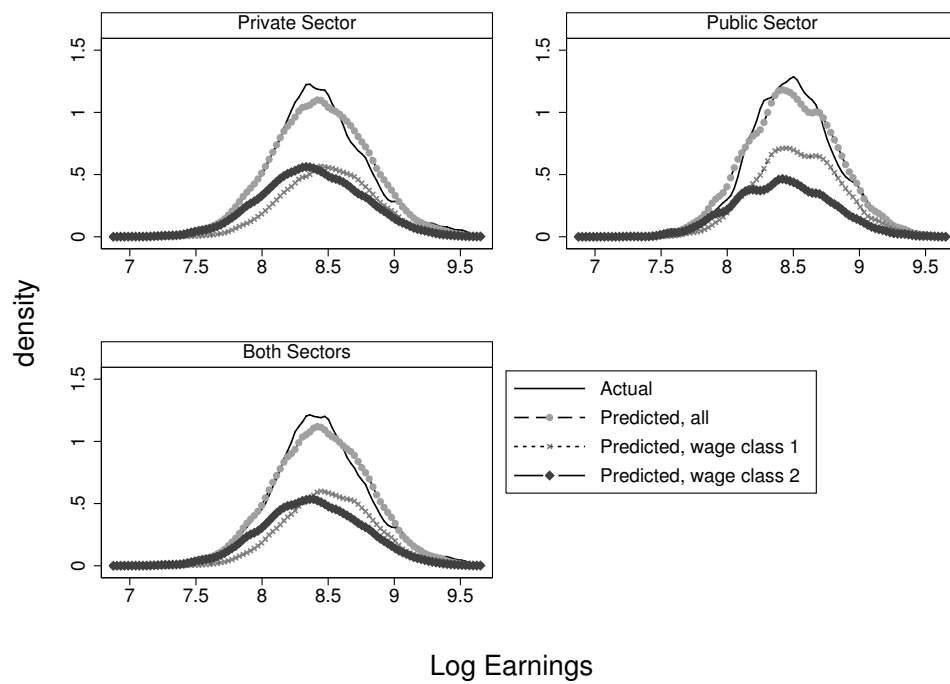 Private Sector
Public Sector
1.5
1
.5
0
7 7.5 8 8.5 9 9.5
1.5
1
.5
0
7 7.5 8 8.5 9 9.5
density
Both Sectors
1.5
1
.5
0
7 7.5 8 8.5 9 9.5
Actual
Predicted, all
Predicted, wage class 1
Predicted, wage class 2
Log Earnings